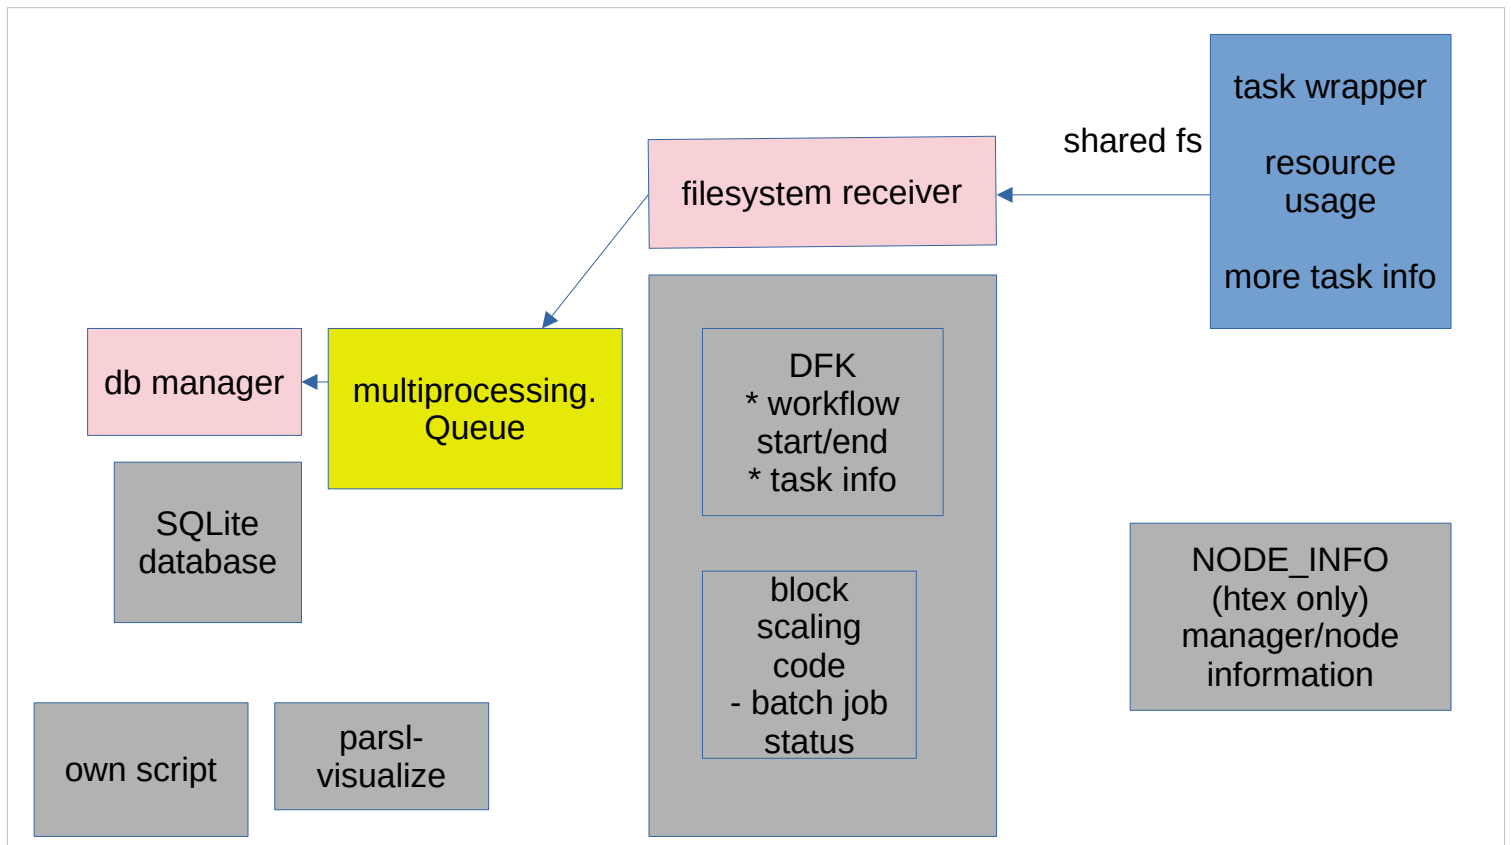 task wrapper
resource
usage
more task info
shared fs
filesystem receiver
db manager
multiprocessing.
Queue
DFK
* workflow
start/end
* task info
SQLite
database
block
scaling
code
- batch job
status
NODE_INFO
(htex only)
manager/node
information
own script
parsl-
visualize